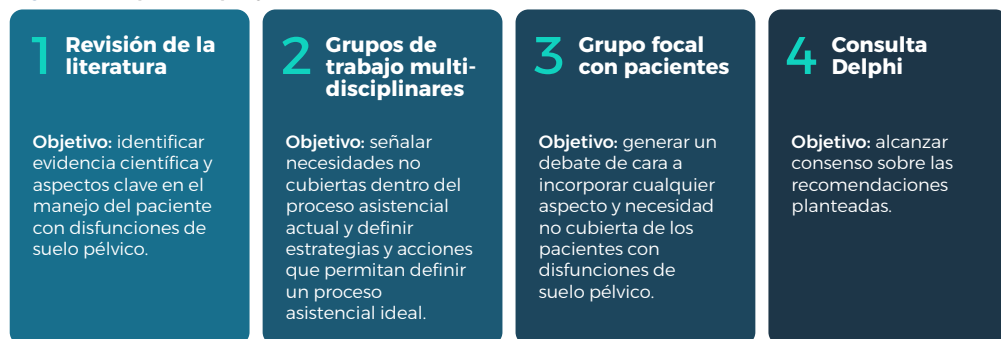 1 Revisión de la
literatura
Objetivo: identificar
evidencia científica y
aspectos clave en el
manejo del paciente
con disfunciones de
suelo pélvico.
2 Grupos de
trabajo multi-
disciplinares
Objetivo: señalar
necesidades no
cubiertas dentro del
proceso asistencial
actual y definir
estrategias y acciones
que permitan definir
un proceso
asistencial ideal.
3 Grupo focal
con pacientes
Objetivo: generar un
debate de cara a
incorporar cualquier
aspecto y necesidad
no cubierta de los
pacientes con
disfunciones de
suelo pélvico.
4 Consulta
Delphi
Objetivo: alcanzar
consenso sobre las
recomendaciones
planteadas.